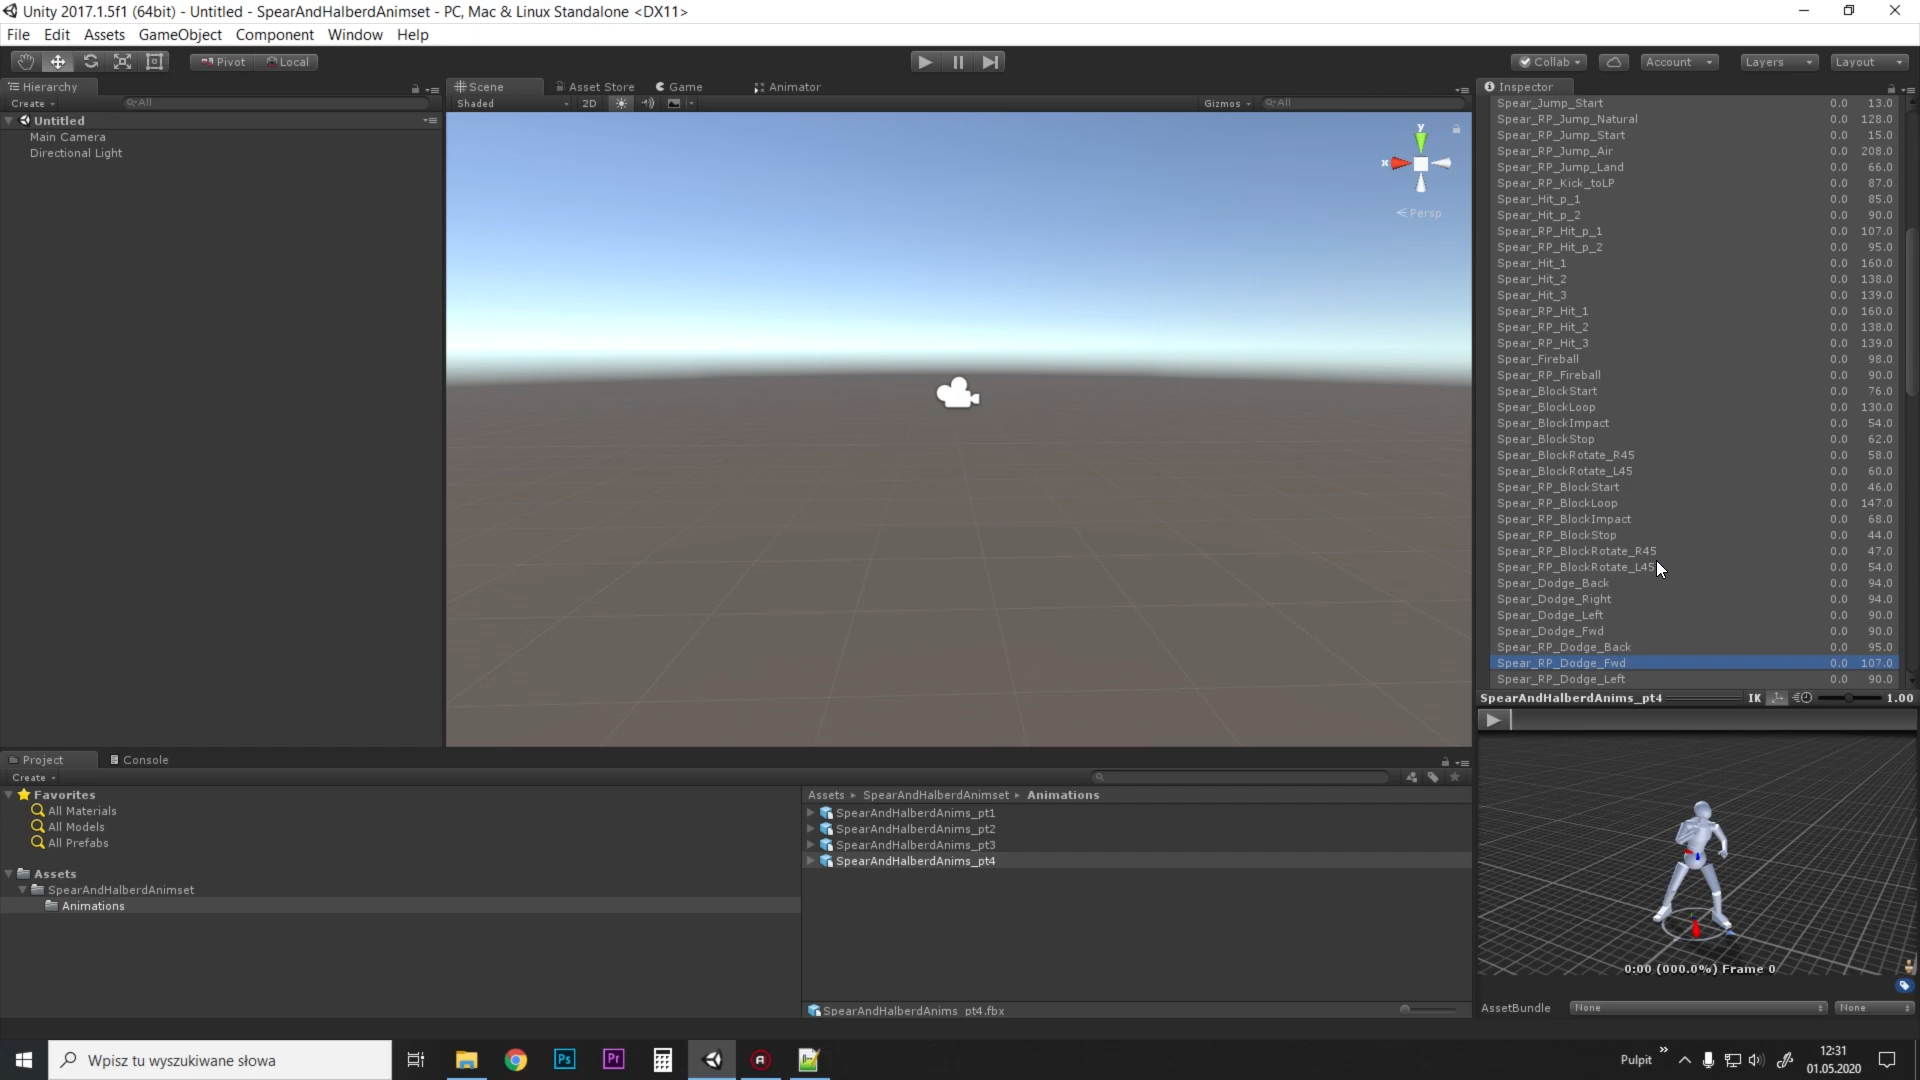 Unity 2017.1.5f1 (64bit) - Untitled - SpearAndHalberdAnimset - PC, Mac & Linux Standalone <DX11>
File Edit Assets GameObject Component Window Help
Pivot Local
Collab Account Layers Layout
Hierarchy
Create All
Untitled
Main Camera
Directional Light
Scene Asset Store Game Animator
Shaded 2D Gizmos All
y
x
Persp
Inspector
Spear_Jump_Start 0.0 13.0
Spear_RP_Jump_Natural 0.0 128.0
Spear_RP_Jump_Start 0.0 15.0
Spear_RP_Jump_Air 0.0 208.0
Spear_RP_Jump_Land 0.0 66.0
Spear_RP_Kick_toLP 0.0 87.0
Spear_Hit_p_1 0.0 85.0
Spear_Hit_p_2 0.0 90.0
Spear_RP_Hit_p_1 0.0 107.0
Spear_RP_Hit_p_2 0.0 95.0
Spear_Hit_1 0.0 160.0
Spear_Hit_2 0.0 138.0
Spear_Hit_3 0.0 139.0
Spear_RP_Hit_1 0.0 160.0
Spear_RP_Hit_2 0.0 138.0
Spear_RP_Hit_3 0.0 139.0
Spear_Fireball 0.0 98.0
Spear_RP_Fireball 0.0 90.0
Spear_BlockStart 0.0 76.0
Spear_BlockLoop 0.0 130.0
Spear_BlockImpact 0.0 54.0
Spear_BlockStop 0.0 62.0
Spear_BlockRotate_R45 0.0 58.0
Spear_BlockRotate_L45 0.0 60.0
Spear_RP_BlockStart 0.0 46.0
Spear_RP_BlockLoop 0.0 147.0
Spear_RP_BlockImpact 0.0 68.0
Spear_RP_BlockStop 0.0 44.0
Spear_RP_BlockRotate_R45 0.0 47.0
Spear_RP_BlockRotate_L45 0.0 54.0
Spear_Dodge_Back 0.0 94.0
Spear_Dodge_Right 0.0 94.0
Spear_Dodge_Left 0.0 90.0
Spear_Dodge_Fwd 0.0 90.0
Spear_RP_Dodge_Back 0.0 95.0
Spear_RP_Dodge_Fwd 0.0 107.0
Spear_RP_Dodge_Left 0.0 90.0
SpearAndHalberdAnims_pt4 IK 1.00
0:00 (000.0%) Frame 0
AssetBundle None None
Project Console
Create
Favorites
All Materials
All Models
All Prefabs
Assets
SpearAndHalberdAnimset
Animations
Assets SpearAndHalberdAnimset Animations
SpearAndHalberdAnims_pt1
SpearAndHalberdAnims_pt2
SpearAndHalberdAnims_pt3
SpearAndHalberdAnims_pt4
SpearAndHalberdAnims_pt4.fbx
Wpisz tu wyszukiwane słowa
Ps Pr
Pulpit
12:31
01.05.2020